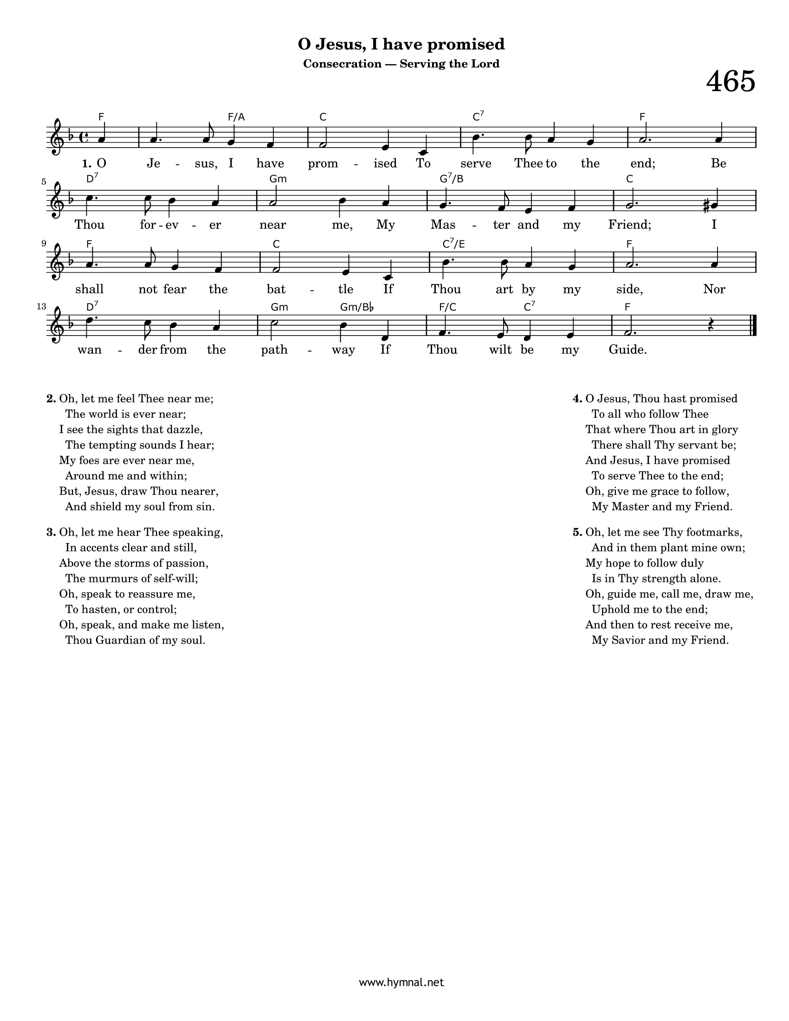 O Jesus, I have promised
Consecration — Serving the Lord
465
F F/A C C7 F
1. O Je - sus, I have prom - ised To serve Thee to the end; Be
5 D7 Gm G7/B C
Thou for - ev - er near me, My Mas - ter and my Friend; I
9 F C C7/E F
shall not fear the bat - tle If Thou art by my side, Nor
13 D7 Gm Gm/B♭ F/C C7 F
wan - der from the path - way If Thou wilt be my Guide.
2. Oh, let me feel Thee near me;
The world is ever near;
I see the sights that dazzle,
The tempting sounds I hear;
My foes are ever near me,
Around me and within;
But, Jesus, draw Thou nearer,
And shield my soul from sin.
3. Oh, let me hear Thee speaking,
In accents clear and still,
Above the storms of passion,
The murmurs of self-will;
Oh, speak to reassure me,
To hasten, or control;
Oh, speak, and make me listen,
Thou Guardian of my soul.
4. O Jesus, Thou hast promised
To all who follow Thee
That where Thou art in glory
There shall Thy servant be;
And Jesus, I have promised
To serve Thee to the end;
Oh, give me grace to follow,
My Master and my Friend.
5. Oh, let me see Thy footmarks,
And in them plant mine own;
My hope to follow duly
Is in Thy strength alone.
Oh, guide me, call me, draw me,
Uphold me to the end;
And then to rest receive me,
My Savior and my Friend.
www.hymnal.net